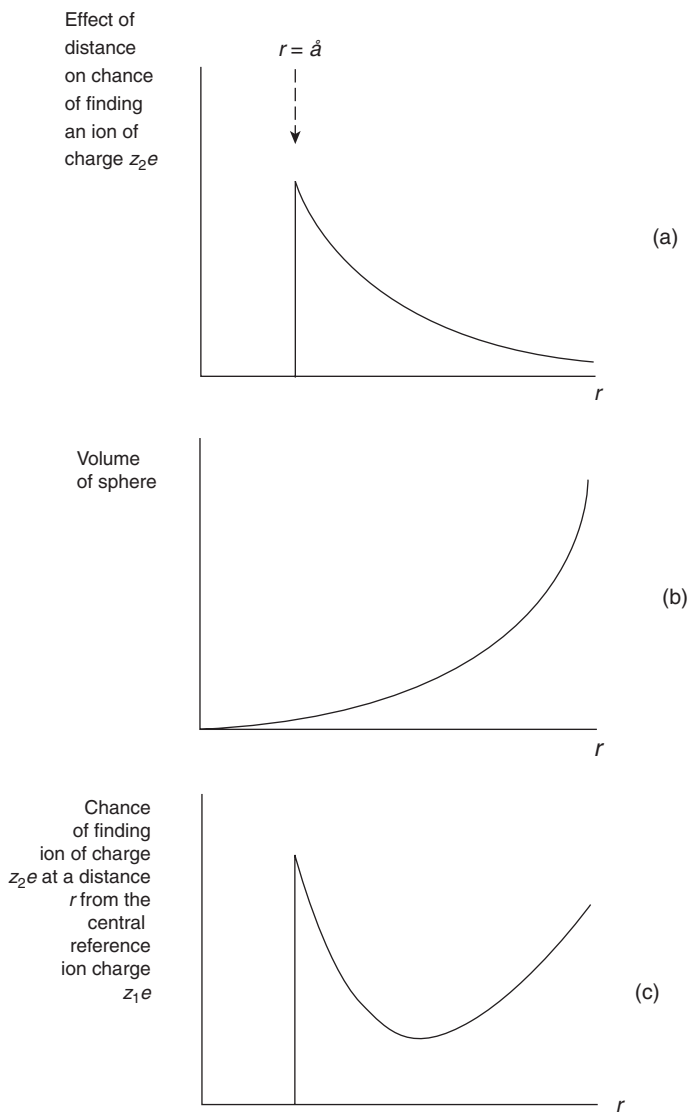 Effect of
distance
on chance
of finding
an ion of
charge z₂e
r = å
(a)
r
Volume
of sphere
(b)
r
Chance
of finding
ion of charge
z₂e at a distance
r from the
central
reference
ion charge
z₁e
(c)
r